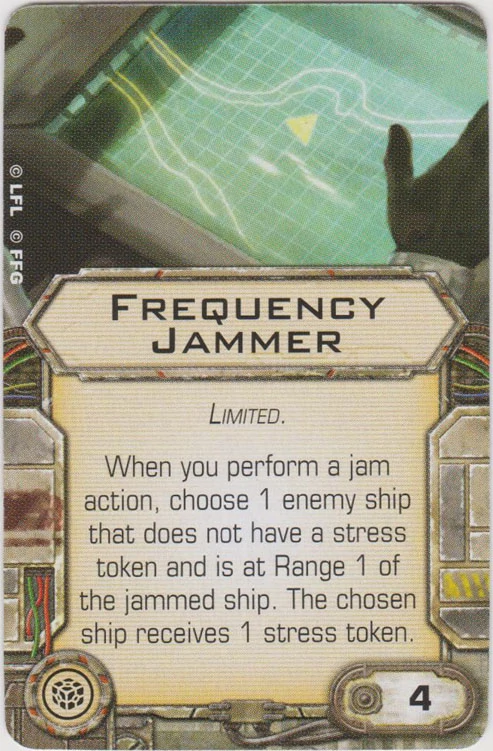 © LFL © FFG
FREQUENCY
JAMMER
LIMITED.
When you perform a jam
action, choose 1 enemy ship
that does not have a stress
token and is at Range 1 of
the jammed ship. The chosen
ship receives 1 stress token.
4